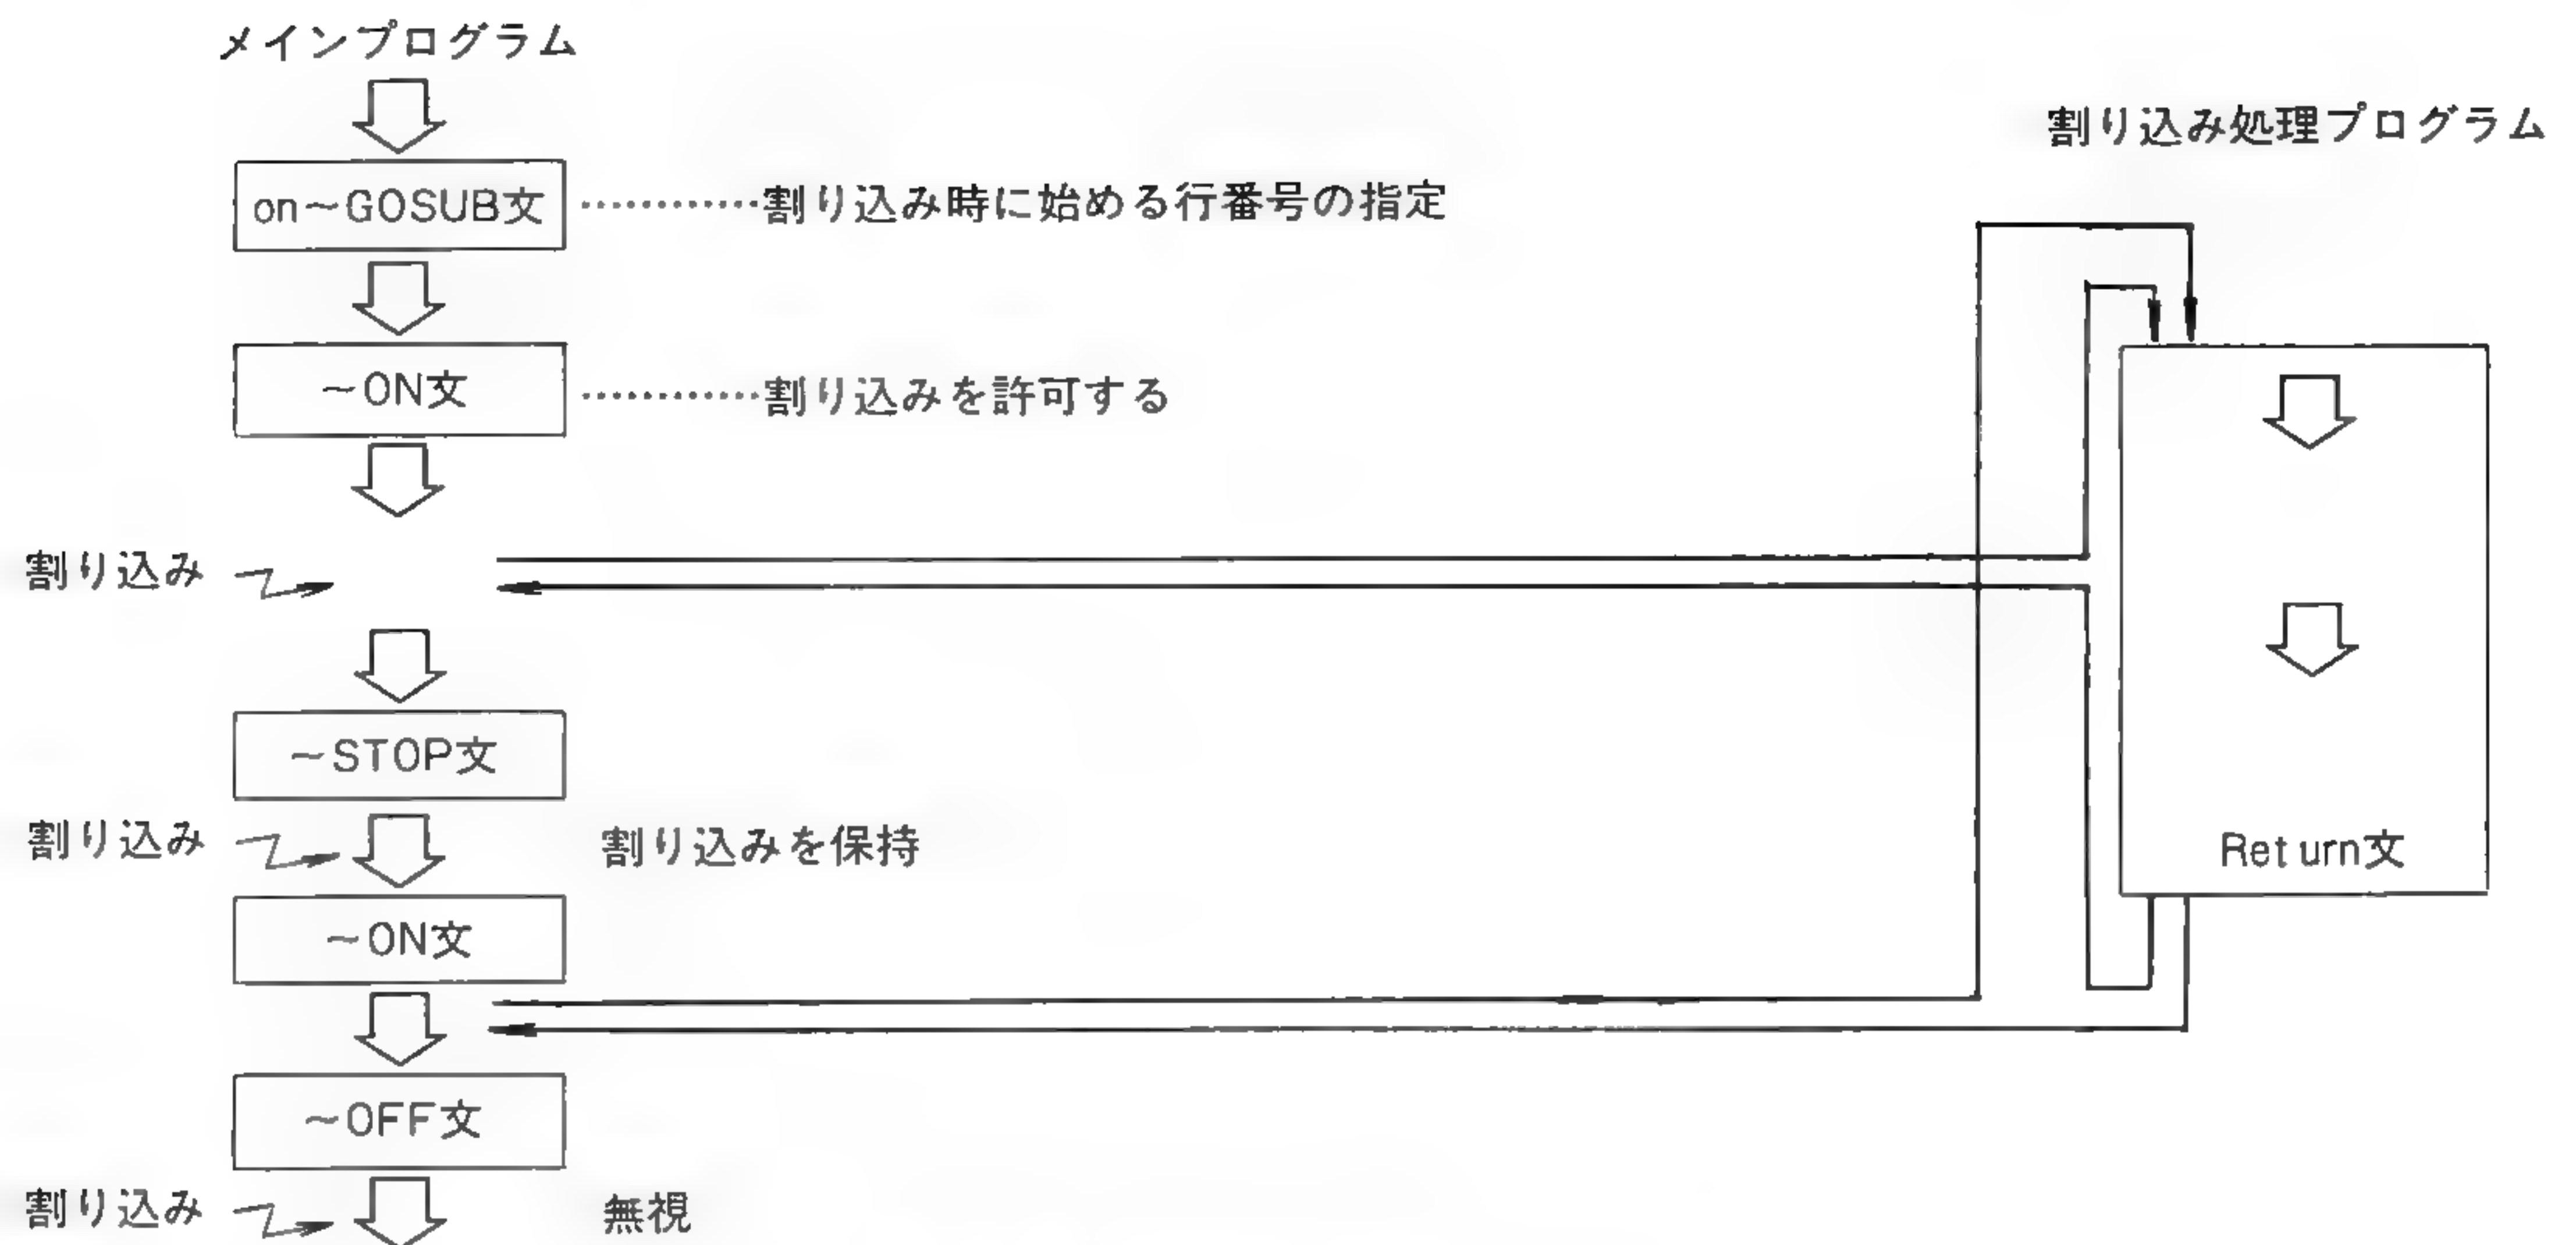 メインプログラム
割り込み処理プログラム
on～GOSUB文 …………割り込み時に始める行番号の指定
～ON文 …………割り込みを許可する
割り込み
～STOP文
割り込み 割り込みを保持
Return文
～ON文
～OFF文
割り込み 無視